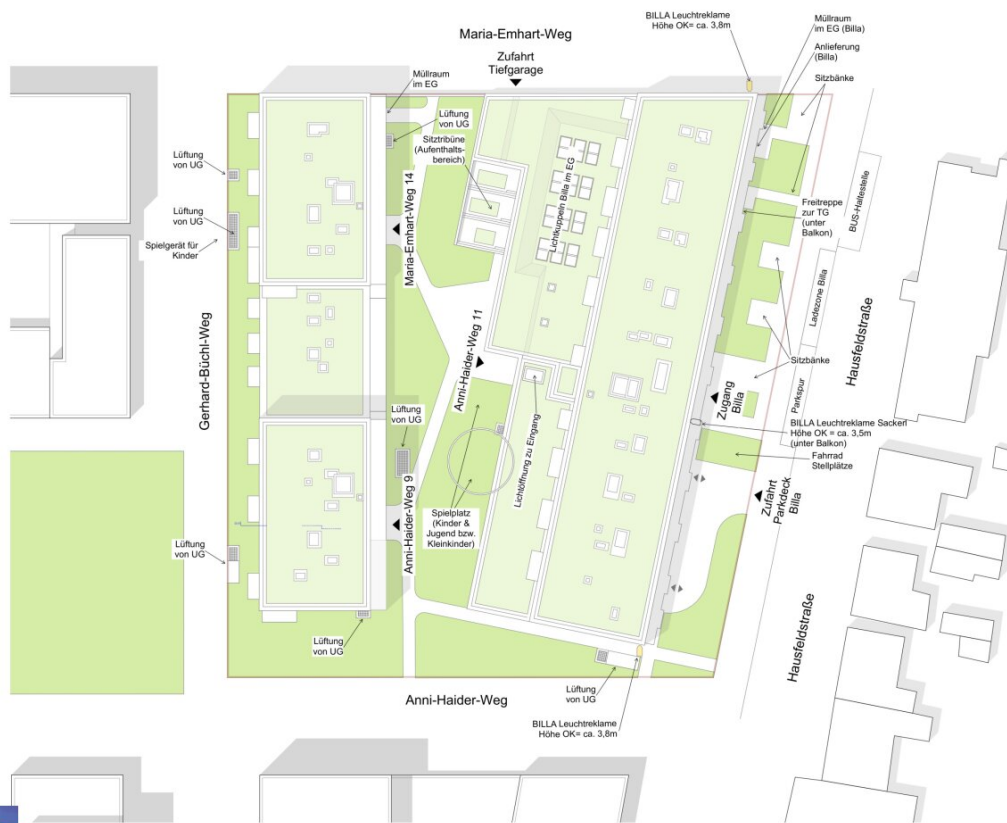 Maria-Emhart-Weg
Zufahrt
Tiefgarage
BILLA Leuchtreklame
Höhe OK= ca. 3,8m
Müllraum
im EG (Billa)
Anlieferung
(Billa)
Sitzbänke
Müllraum
im EG
Lüftung
von UG
Sitztribüne
(Aufenthalts-
bereich)
Lüftung
von UG
Lüftung
von UG
Spielgerät für
Kinder
Maria-Emhart-Weg 14
Lichtkuppeln Billa im EG
Freitreppe
zur TG
(unter
Balkon)
BUS-Haltestelle
Ladezone Billa
Hausfeldstraße
Gerhard-Büchl-Weg
Anni-Haider-Weg 11
Sitzbänke
Parkspur
Zugang
Billa
Lüftung
von UG
Lichtöffnung zu Eingang
BILLA Leuchtreklame Sackerl
Höhe OK = ca. 3,5m
(unter Balkon)
Fahrrad
Stellplätze
Zufahrt
Parkdeck
Billa
Anni-Haider-Weg 9
Spielplatz
(Kinder &
Jugend bzw.
Kleinkinder)
Lüftung
von UG
Lüftung
von UG
Hausfeldstraße
Lüftung
von UG
Anni-Haider-Weg
BILLA Leuchtreklame
Höhe OK= ca. 3,8m